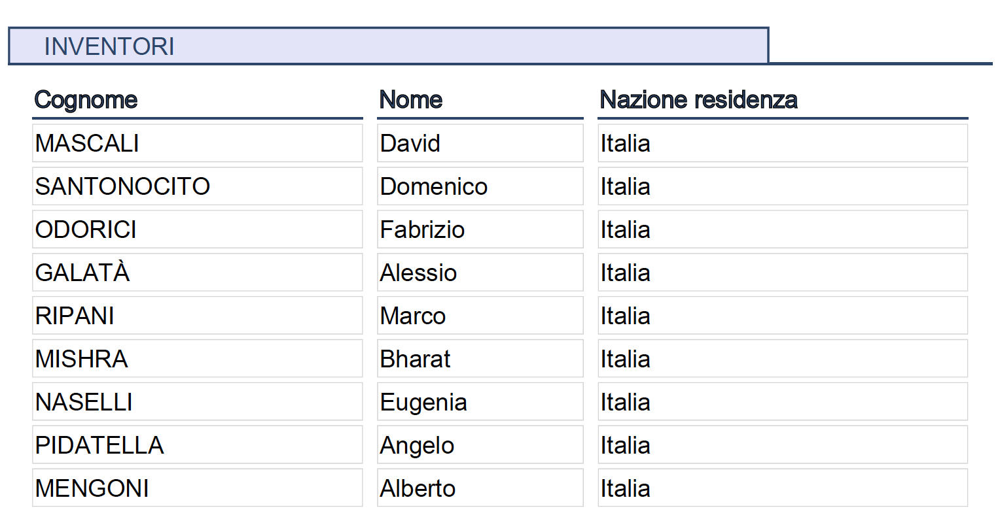 INVENTORI
Cognome Nome Nazione residenza
MASCALI David Italia
SANTONOCITO Domenico Italia
ODORICI Fabrizio Italia
GALATÀ Alessio Italia
RIPANI Marco Italia
MISHRA Bharat Italia
NASELLI Eugenia Italia
PIDATELLA Angelo Italia
MENGONI Alberto Italia